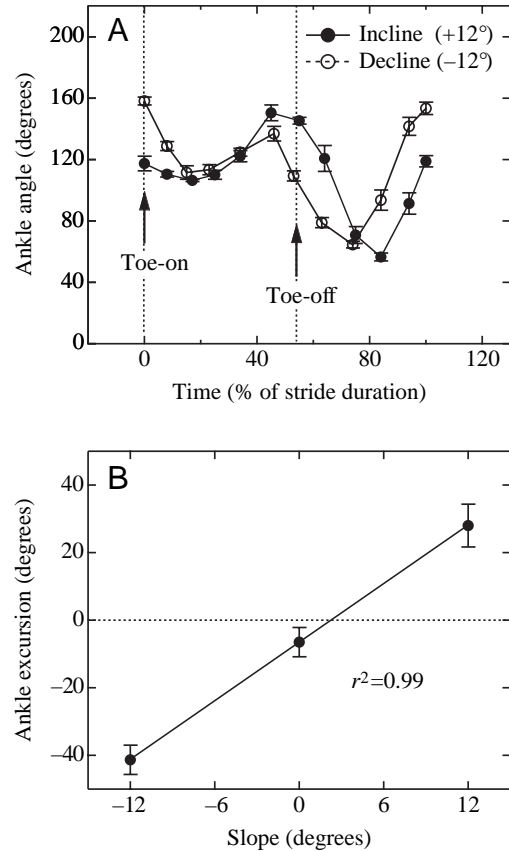 A
Incline (+12°)
Decline (–12°)
220
160
120
80
40
0
Ankle angle (degrees)
Toe-on
Toe-off
0
40
80
120
Time (% of stride duration)
B
40
20
0
–20
–40
Ankle excursion (degrees)
r²=0.99
–12
–6
0
6
12
Slope (degrees)